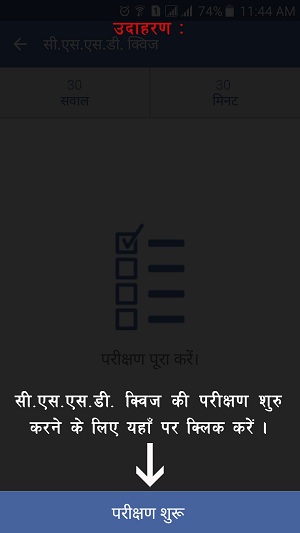 74% 11:44 AM
उदाहरण :
सी.एस.एस.डी. क्विज
30 30
सवाल मिनट
परीक्षण पूरा करें।
सी.एस.एस.डी. क्विज की परीक्षण शुरु
करने के लिए यहाँ पर क्लिक करें ।
परीक्षण शुरू